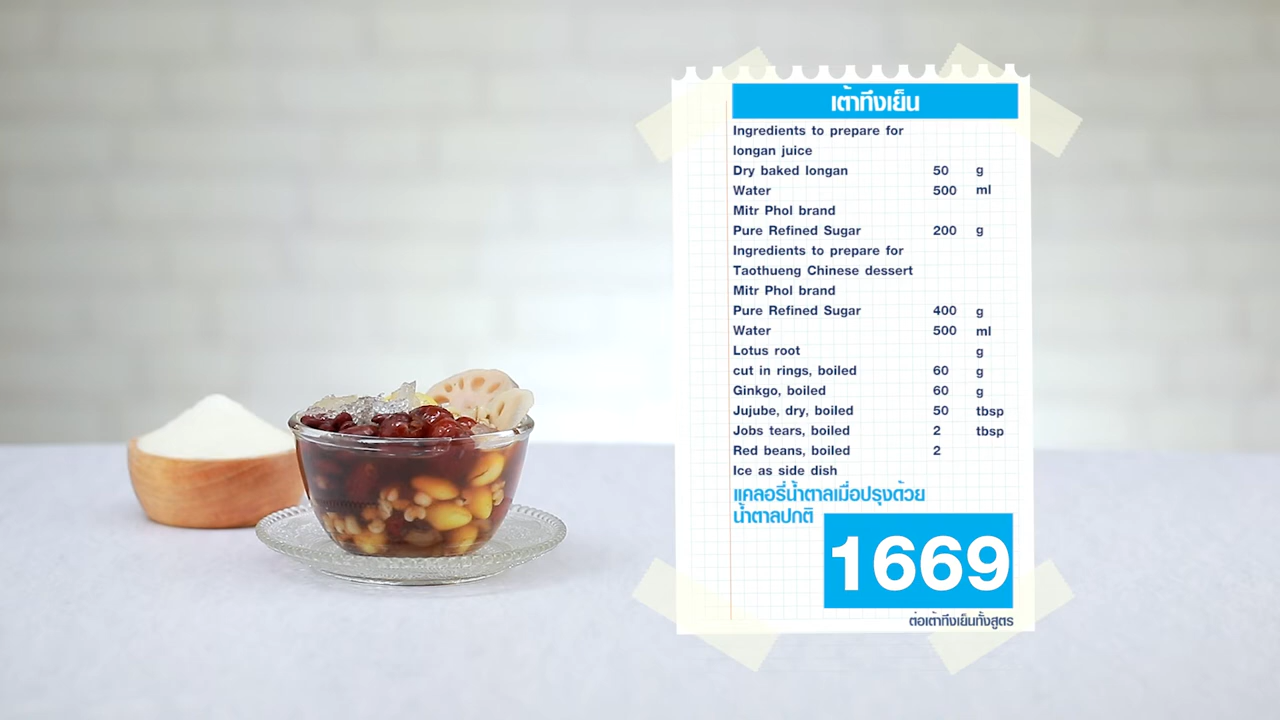 เต้าทึงเย็น
Ingredients to prepare for
longan juice
Dry baked longan 50 g
Water 500 ml
Mitr Phol brand
Pure Refined Sugar 200 g
Ingredients to prepare for
Taothueng Chinese dessert
Mitr Phol brand
Pure Refined Sugar 400 g
Water 500 ml
Lotus root g
cut in rings, boiled 60 g
Ginkgo, boiled 60 g
Jujube, dry, boiled 50 tbsp
Jobs tears, boiled 2 tbsp
Red beans, boiled 2
Ice as side dish
แคลอรี่น้ำตาลเมื่อปรุงด้วย
น้ำตาลปกติ
1669
ต่อเต้าทึงเย็นทั้งสูตร